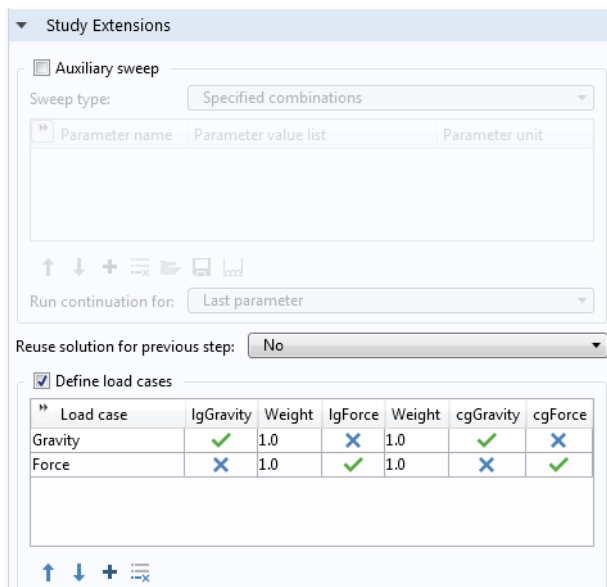 Study Extensions
Auxiliary sweep
Sweep type: Specified combinations
Parameter name Parameter value list Parameter unit
Run continuation for: Last parameter
Reuse solution for previous step: No
Define load cases
Load case lgGravity Weight lgForce Weight cgGravity cgForce
Gravity 1.0 1.0
Force 1.0 1.0